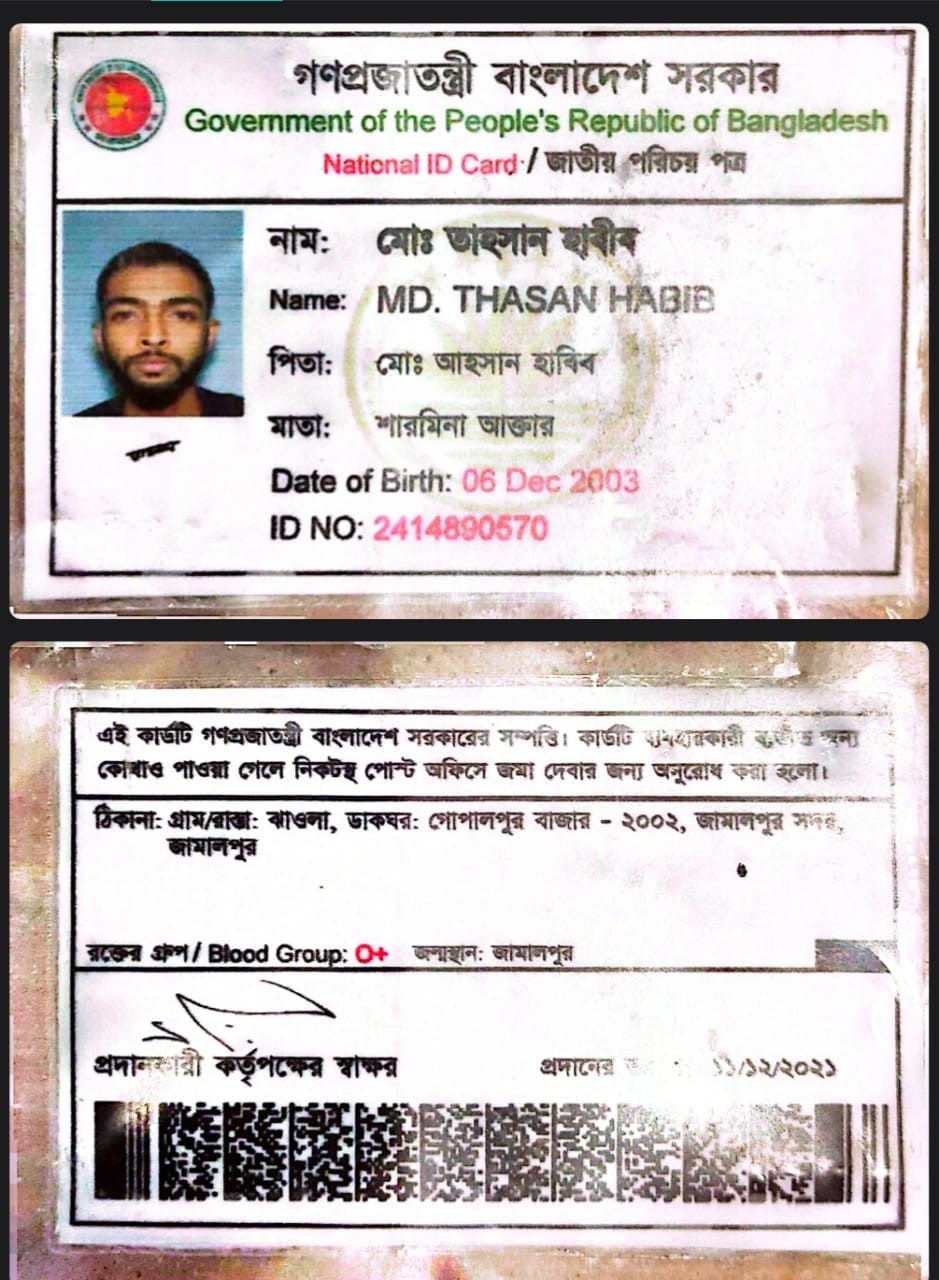 গণপ্রজাতন্ত্রী বাংলাদেশ সরকার
Government of the People's Republic of Bangladesh
National ID Card / জাতীয় পরিচয় পত্র
নাম: মোঃ তাহসান হাবীব
Name: MD. THASAN HABIB
পিতা: মোঃ আহসান হাবিব
মাতা: শারমিনা আক্তার
Date of Birth: 06 Dec 2003
ID NO: 2414890570
এই কার্ডটি গণপ্রজাতন্ত্রী বাংলাদেশ সরকারের সম্পত্তি। কার্ডটি ব্যবহারকারী ব্যতীত অন্য
কোথাও পাওয়া গেলে নিকটস্থ পোস্ট অফিসে জমা দেবার জন্য অনুরোধ করা হলো।
ঠিকানা: গ্রাম/রাস্তা: ঝাওলা, ডাকঘর: গোপালপুর বাজার - ২০০২, জামালপুর সদর,
জামালপুর
রক্তের গ্রুপ / Blood Group: O+ জন্মস্থান: জামালপুর
প্রদানকারী কর্তৃপক্ষের স্বাক্ষর প্রদানের ১১/১২/২০২১